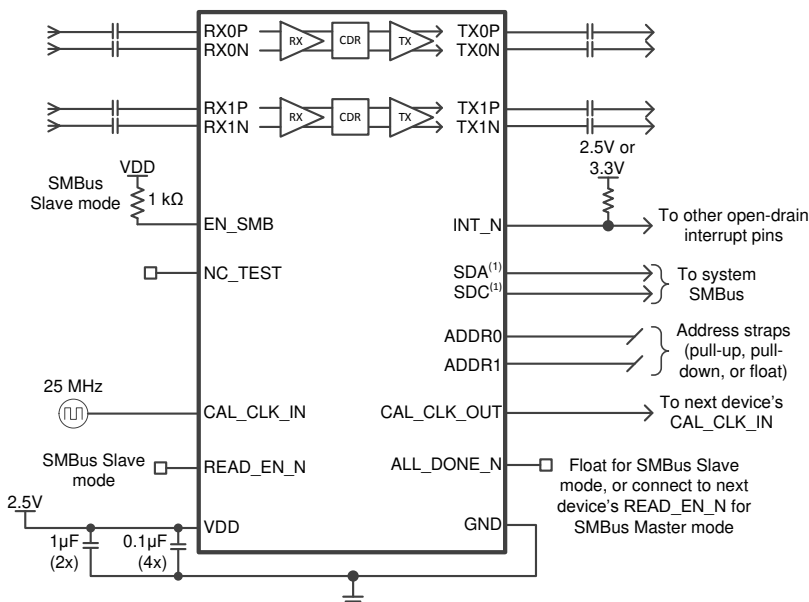 RX0P
RX0N
RX
CDR
TX
TX0P
TX0N
RX1P
RX1N
RX
CDR
TX
TX1P
TX1N
2.5V or
3.3V
SMBus
Slave mode
VDD
1 kΩ
EN_SMB
INT_N
To other open-drain
interrupt pins
NC_TEST
SDA(1)
SDC(1)
To system
SMBus
ADDR0
ADDR1
Address straps
(pull-up, pull-
down, or float)
25 MHz
CAL_CLK_IN
CAL_CLK_OUT
To next device's
CAL_CLK_IN
SMBus Slave
mode
READ_EN_N
ALL_DONE_N
Float for SMBus Slave
mode, or connect to next
device's READ_EN_N for
SMBus Master mode
2.5V
VDD
GND
1µF
(2x)
0.1µF
(4x)